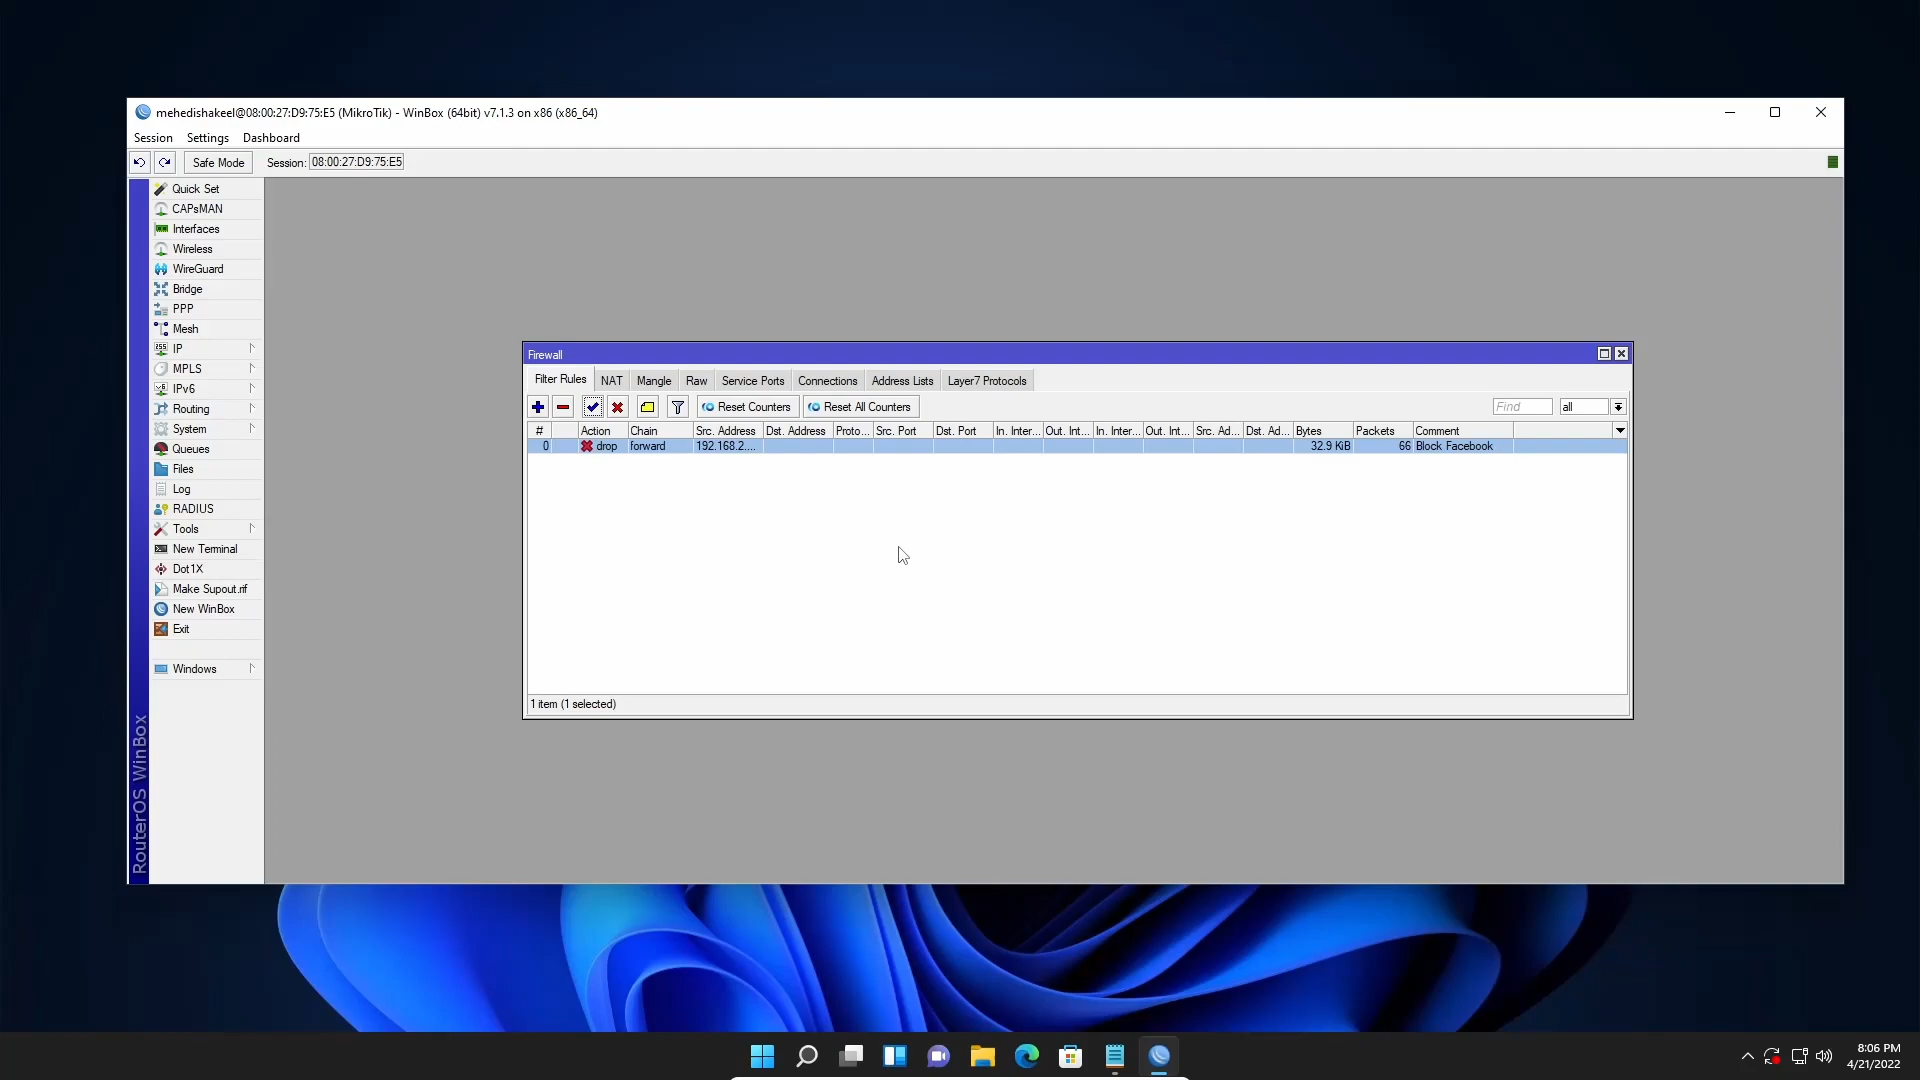 mehedishakeel@08:00:27:D9:75:E5 (MikroTik) - WinBox (64bit) v7.1.3 on x86 (x86_64)
Session Settings Dashboard
Safe Mode Session: 08:00:27:D9:75:E5
Quick Set
CAPsMAN
Interfaces
Wireless
WireGuard
Bridge
PPP
Mesh
IP
MPLS
IPv6
Routing
System
Queues
Files
Log
RADIUS
Tools
New Terminal
Dot1X
Make Supout.rif
New WinBox
Exit
Windows
RouterOS WinBox
Firewall
Filter Rules NAT Mangle Raw Service Ports Connections Address Lists Layer7 Protocols
Reset Counters Reset All Counters Find all
# Action Chain Src. Address Dst. Address Proto... Src. Port Dst. Port In. Inter... Out. Int... In. Inter... Out. Int... Src. Ad... Dst. Ad... Bytes Packets Comment
0 drop forward 192.168.2.... 32.9 KiB 66 Block Facebook
1 item (1 selected)
8:06 PM
4/21/2022